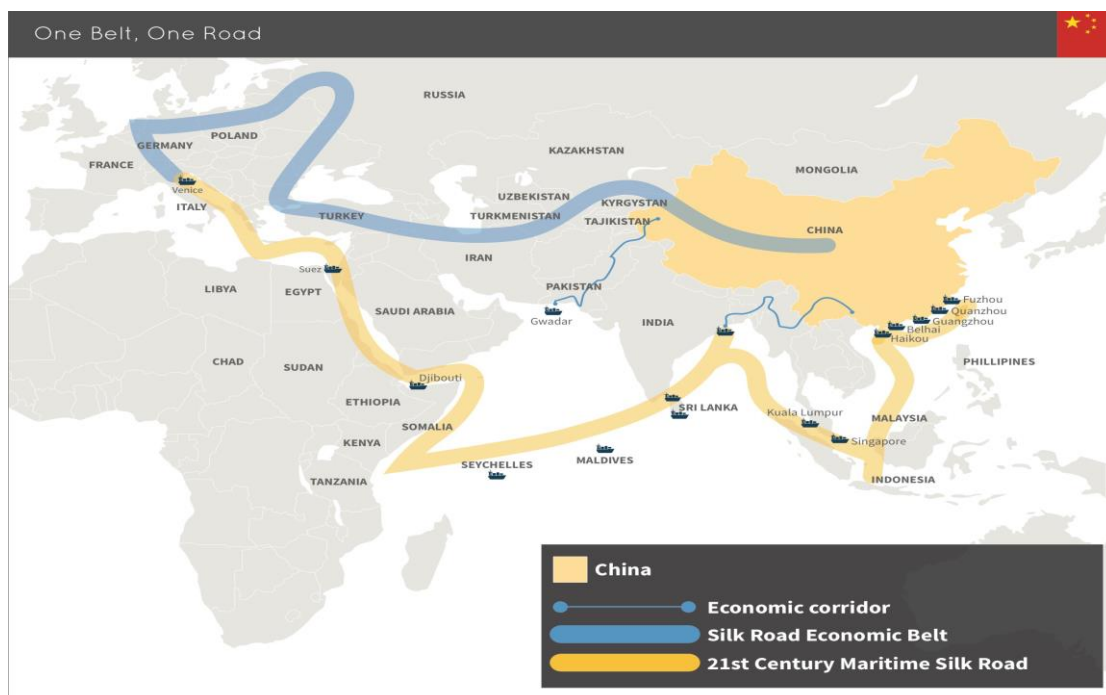 One Belt, One Road
RUSSIA
POLAND
GERMANY
FRANCE
KAZAKHSTAN
MONGOLIA
Venice
ITALY
UZBEKISTAN
KYRGYSTAN
TURKEY
TURKMENISTAN
TAJIKISTAN
CHINA
IRAN
Suez
LIBYA
EGYPT
PAKISTAN
SAUDI ARABIA
Gwadar
INDIA
Fuzhou
Quanzhou
Guangzhou
Belhai
Haikou
CHAD
SUDAN
PHILLIPINES
Djibouti
ETHIOPIA
SRI LANKA
Kuala Lumpur
MALAYSIA
SOMALIA
KENYA
Singapore
SEYCHELLES
MALDIVES
TANZANIA
INDONESIA
China
Economic corridor
Silk Road Economic Belt
21st Century Maritime Silk Road